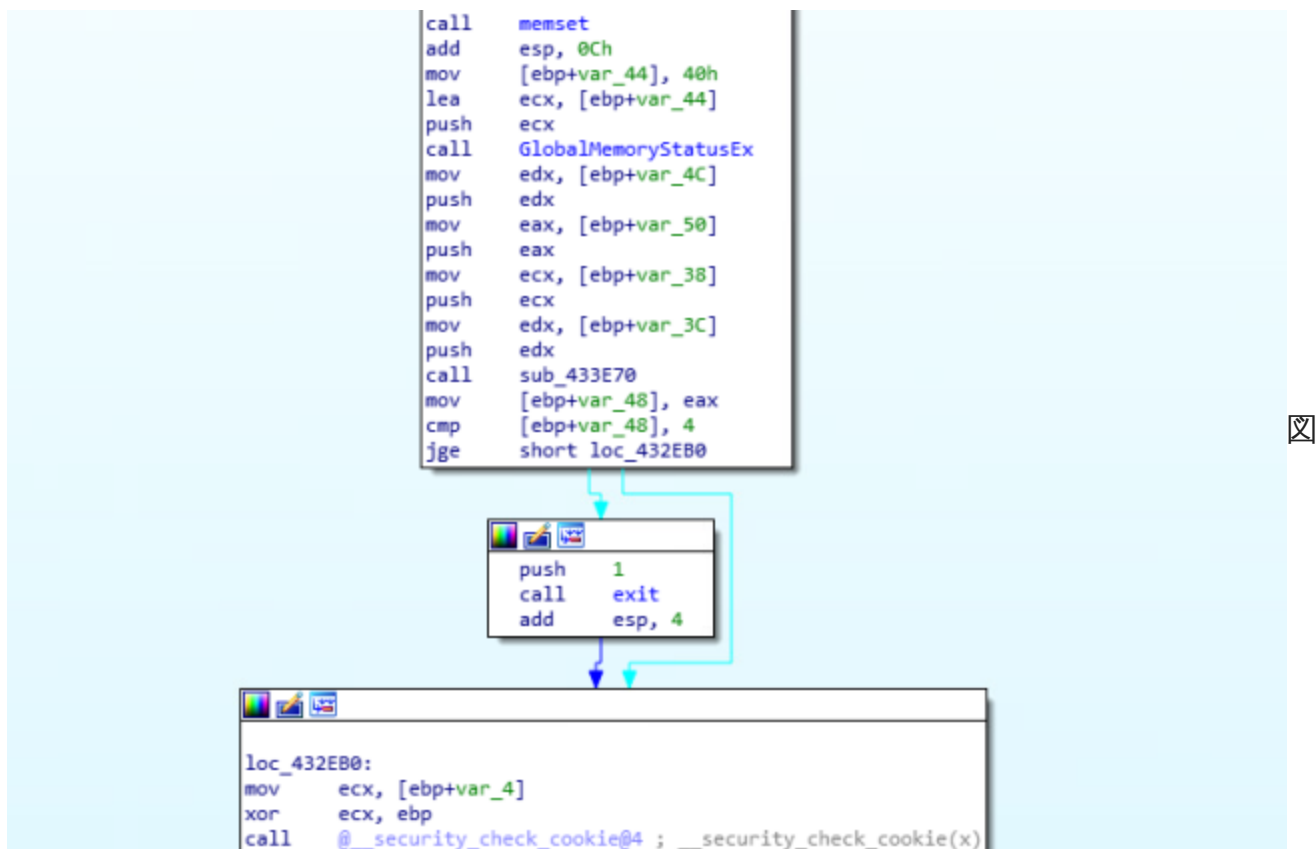 call memset
add esp, 0Ch
mov [ebp+var_44], 40h
lea ecx, [ebp+var_44]
push ecx
call GlobalMemoryStatusEx
mov edx, [ebp+var_4C]
push edx
mov eax, [ebp+var_50]
push eax
mov ecx, [ebp+var_38]
push ecx
mov edx, [ebp+var_3C]
push edx
call sub_433E70
mov [ebp+var_48], eax
cmp [ebp+var_48], 4
jge short loc_432EB0
図
push 1
call exit
add esp, 4
loc_432EB0:
mov ecx, [ebp+var_4]
xor ecx, ebp
call @__security_check_cookie@4 ; __security_check_cookie(x)